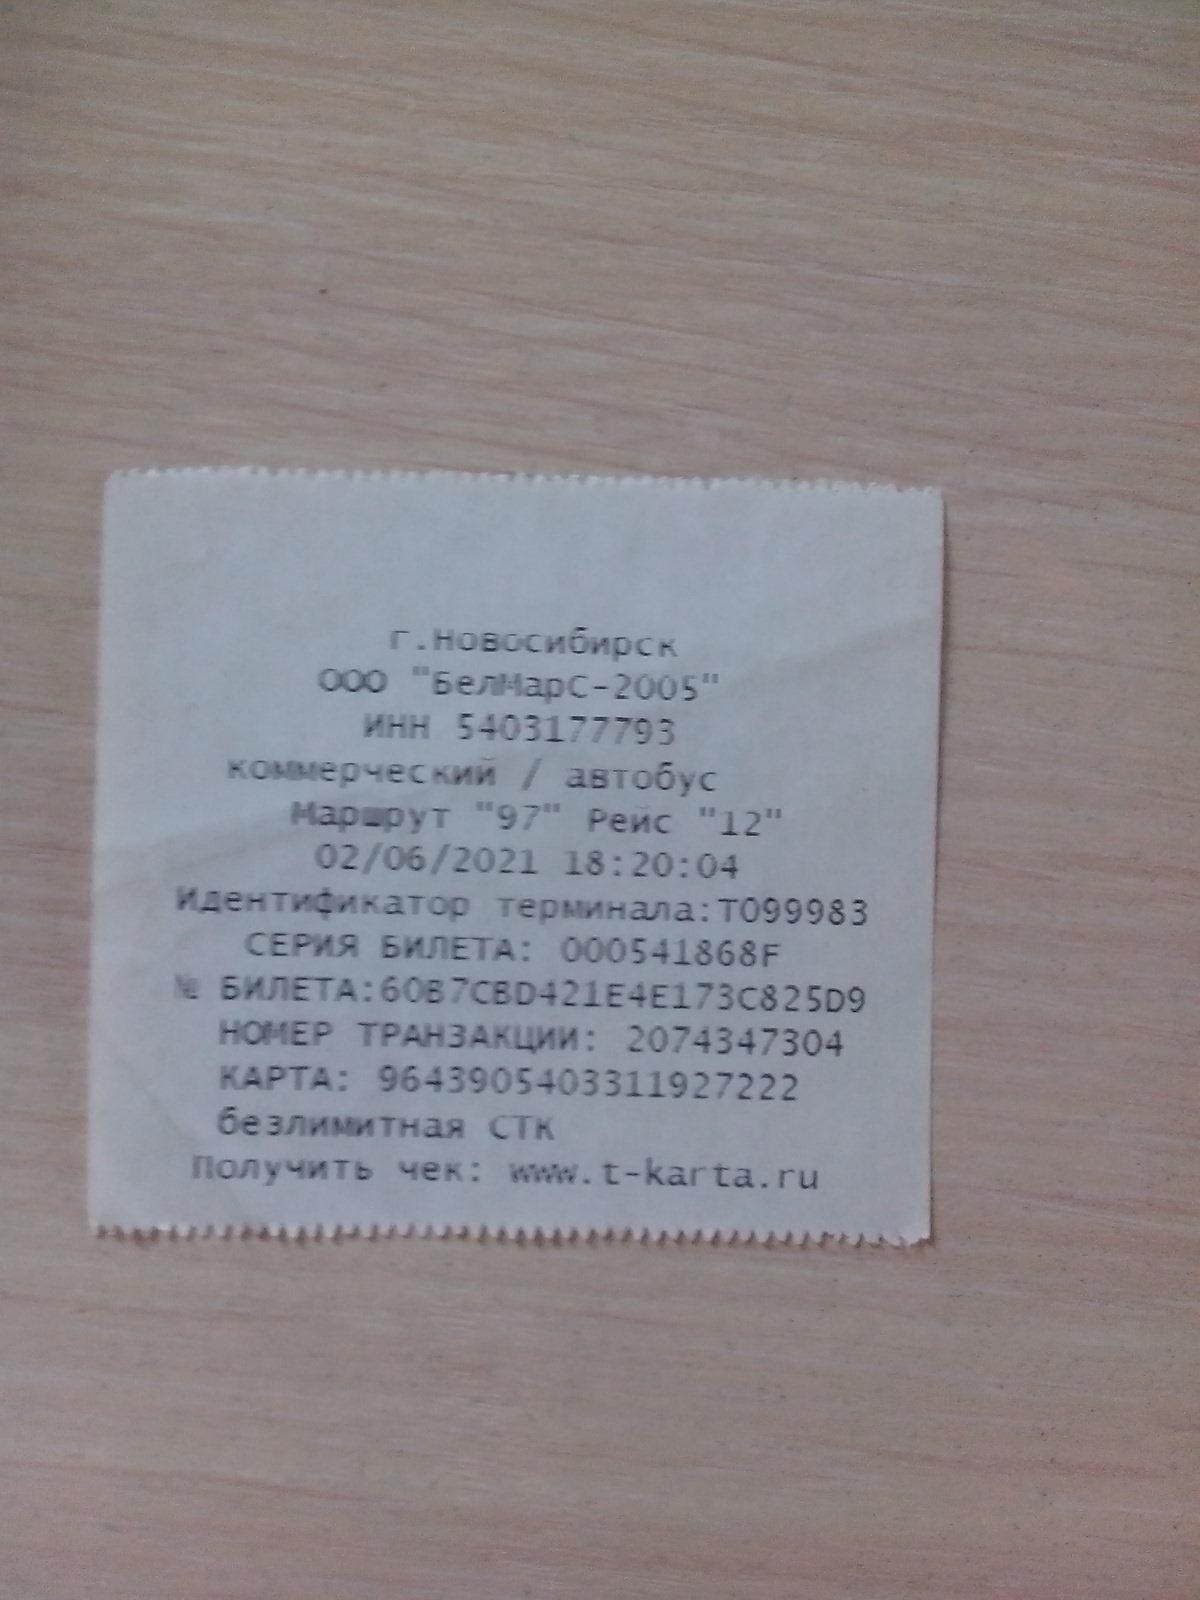 г.Новосибирск
ООО "БелМарС-2005"
ИНН 5403177793
коммерческий / автобус
Маршрут "97" Рейс "12"
02/06/2021 18:20:04
Идентификатор терминала:Т099983
СЕРИЯ БИЛЕТА: 000541868F
№ БИЛЕТА:60B7CBD421E4E173C825D9
НОМЕР ТРАНЗАКЦИИ: 2074347304
КАРТА: 9643905403311927222
безлимитная СТК
Получить чек: www.t-karta.ru